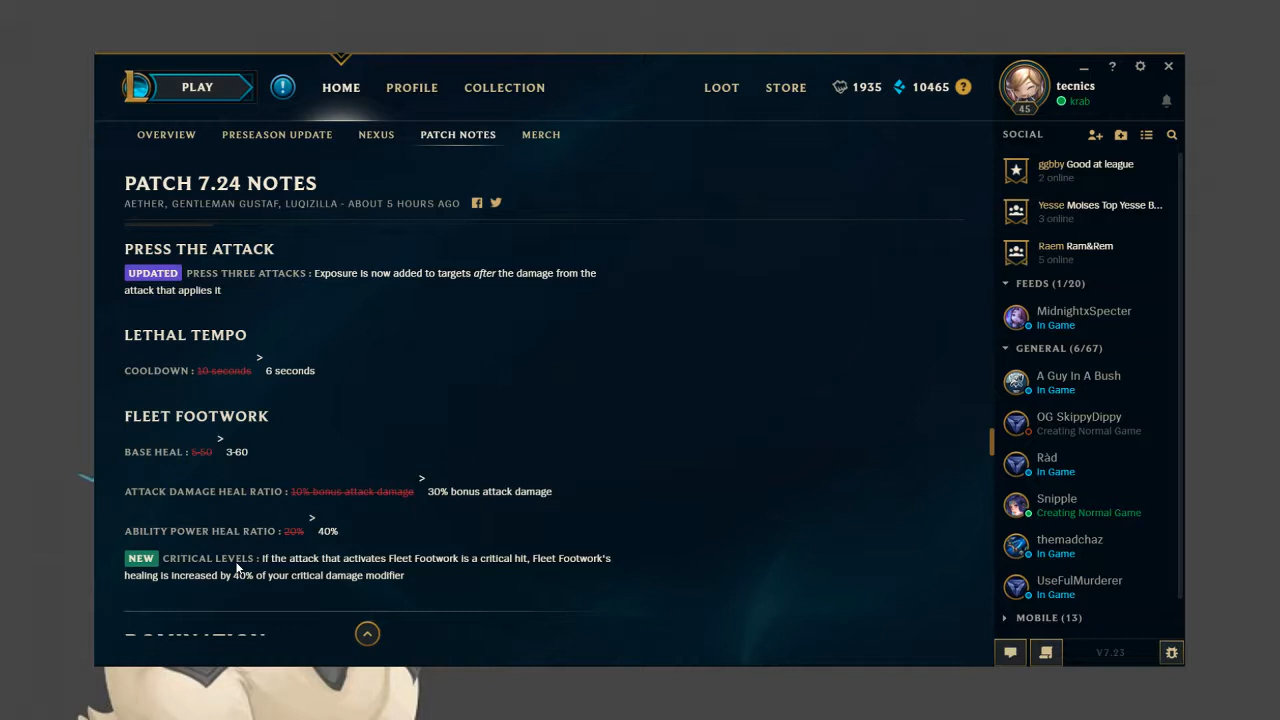 PLAY
HOME
PROFILE
COLLECTION
LOOT
STORE
1935
10465
?
?
45
tecnics
krab
OVERVIEW
PRESEASON UPDATE
NEXUS
PATCH NOTES
MERCH
PATCH 7.24 NOTES
AETHER, GENTLEMAN GUSTAF, LUQIZILLA - ABOUT 5 HOURS AGO
PRESS THE ATTACK
UPDATED PRESS THREE ATTACKS : Exposure is now added to targets after the damage from the
attack that applies it
LETHAL TEMPO
COOLDOWN : 10 seconds > 6 seconds
FLEET FOOTWORK
BASE HEAL : 5-50 > 3-60
ATTACK DAMAGE HEAL RATIO : 10% bonus attack damage > 30% bonus attack damage
ABILITY POWER HEAL RATIO : 20% > 40%
NEW CRITICAL LEVELS : If the attack that activates Fleet Footwork is a critical hit, Fleet Footwork's
healing is increased by 40% of your critical damage modifier
DOMINATION
SOCIAL
ggbby Good at league
2 online
Yesse Moises Top Yesse B...
3 online
Raem Ram&Rem
5 online
FEEDS (1/20)
MidnightxSpecter
In Game
GENERAL (6/67)
A Guy In A Bush
In Game
OG SkippyDippy
Creating Normal Game
Ràd
In Game
Snipple
Creating Normal Game
themadchaz
In Game
UseFulMurderer
In Game
MOBILE (13)
V7.23